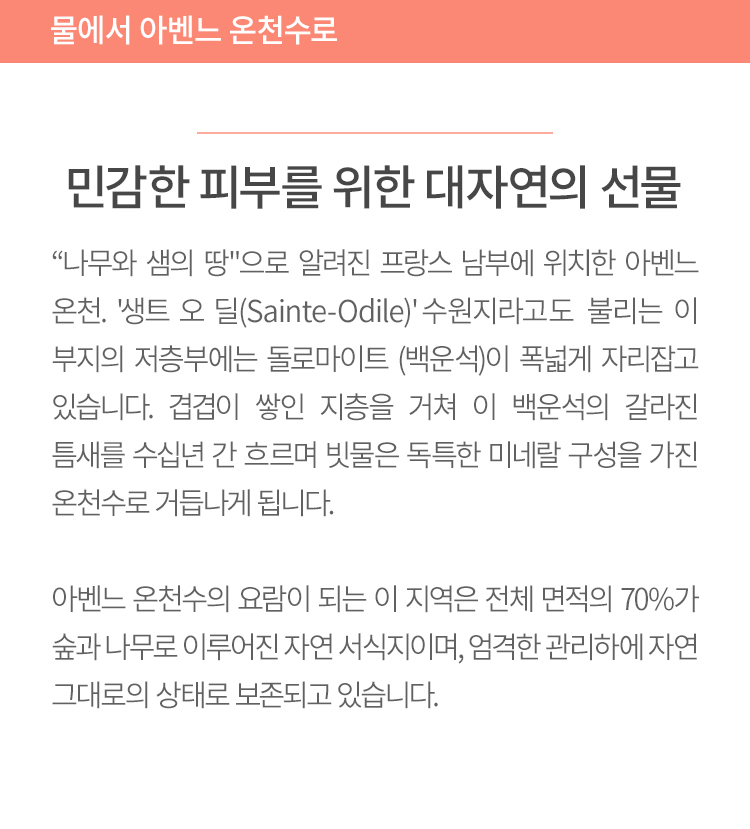 물에서 아벤느 온천수로
민감한 피부를 위한 대자연의 선물
“나무와 샘의 땅"으로 알려진 프랑스 남부에 위치한 아벤느
온천. '생트 오 딜(Sainte-Odile)' 수원지라고도 불리는 이
부지의 저층부에는 돌로마이트 (백운석)이 폭넓게 자리잡고
있습니다. 겹겹이 쌓인 지층을 거쳐 이 백운석의 갈라진
틈새를 수십년 간 흐르며 빗물은 독특한 미네랄 구성을 가진
온천수로 거듭나게 됩니다.
아벤느 온천수의 요람이 되는 이 지역은 전체 면적의 70%가
숲과 나무로 이루어진 자연 서식지이며, 엄격한 관리하에 자연
그대로의 상태로 보존되고 있습니다.